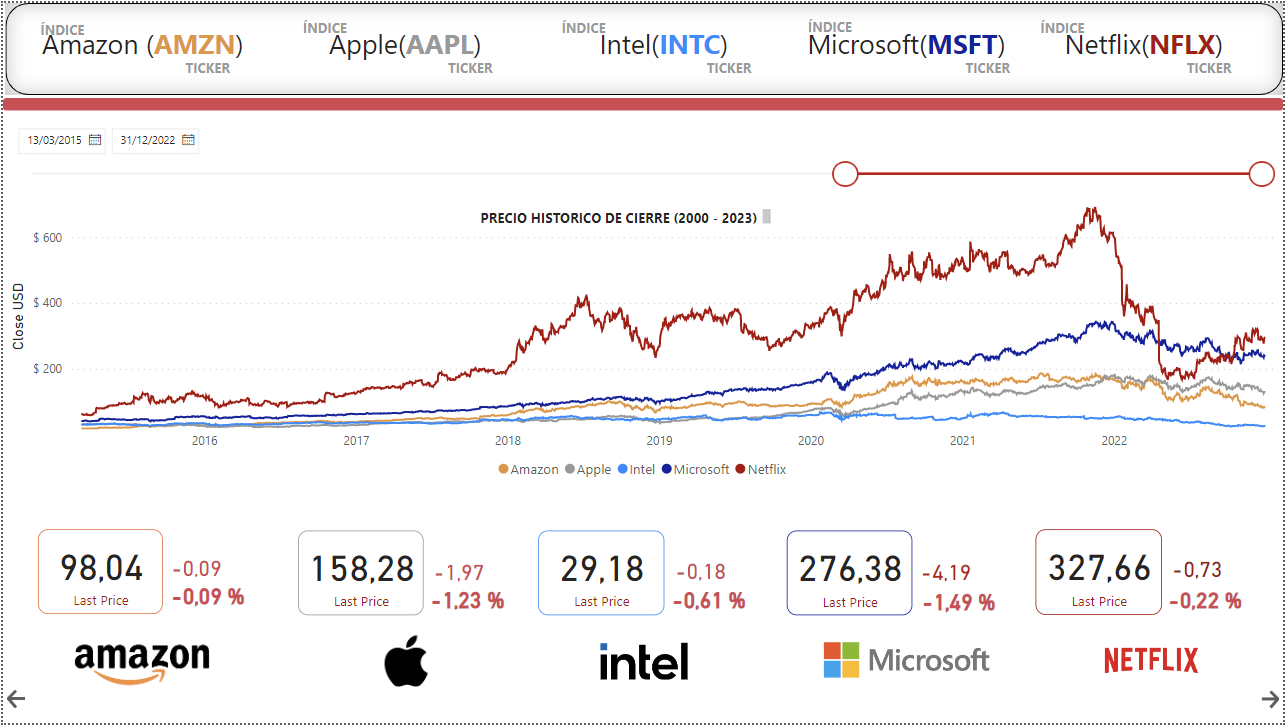 ÍNDICE ÍNDICE ÍNDICE ÍNDICE ÍNDICE
Amazon (AMZN) Apple(AAPL) Intel(INTC) Microsoft(MSFT) Netflix(NFLX)
TICKER TICKER TICKER TICKER TICKER
13/03/2015 31/12/2022
PRECIO HISTORICO DE CIERRE (2000 - 2023)
Close USD
$ 600
$ 400
$ 200
2016 2017 2018 2019 2020 2021 2022
Amazon Apple Intel Microsoft Netflix
98,04 -0.09 158,28 -1,97 29,18 -0,18 276,38 -4,19 327,66 -0,73
Last Price -0,09 % Last Price -1,23 % Last Price -0,61 % Last Price -1,49 % Last Price -0,22 %
amazon intel Microsoft NETFLIX